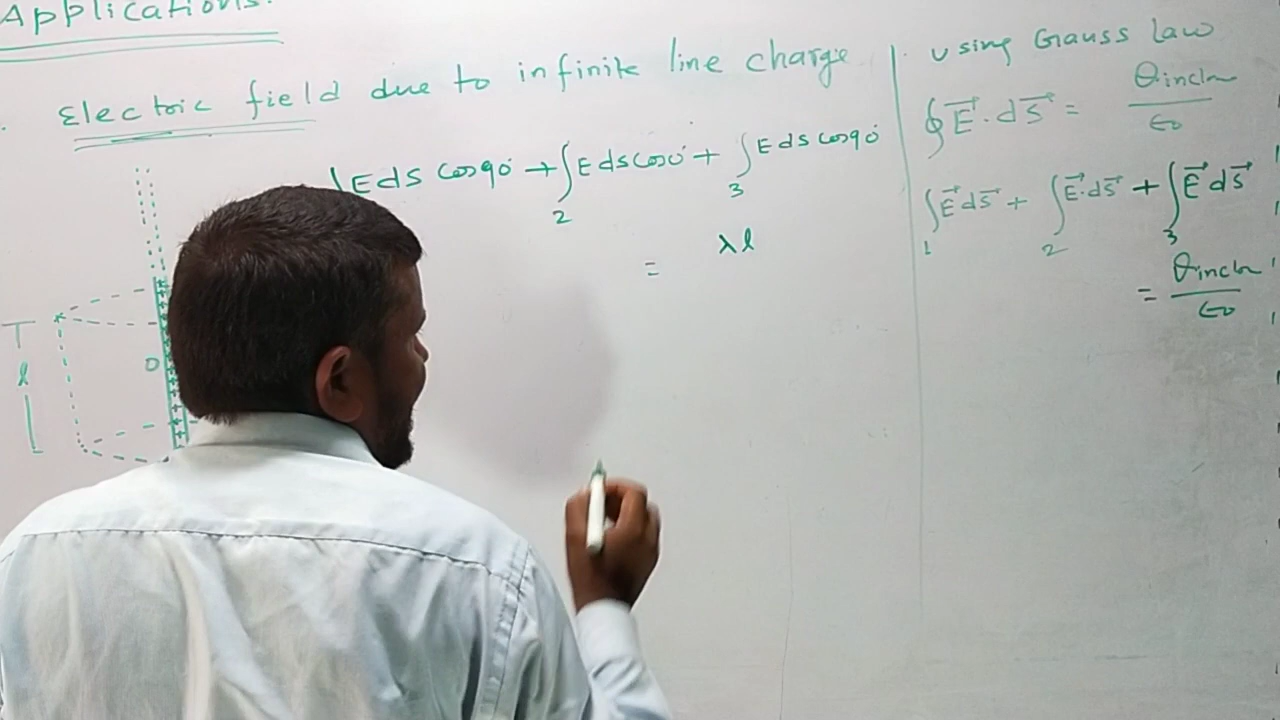 Applications.
Electric field due to infinite line charge
∫Eds cos90° + ∫Eds cos0° + ∫Eds cos90°
2 3
= λl
T
l
O
using Gauss law
∮E⃗.ds⃗ = Qinclu/ε0
∫E⃗ds⃗ + ∫E⃗.ds⃗ + ∫E⃗ds⃗
1 2 3
= Qinclu/ε0